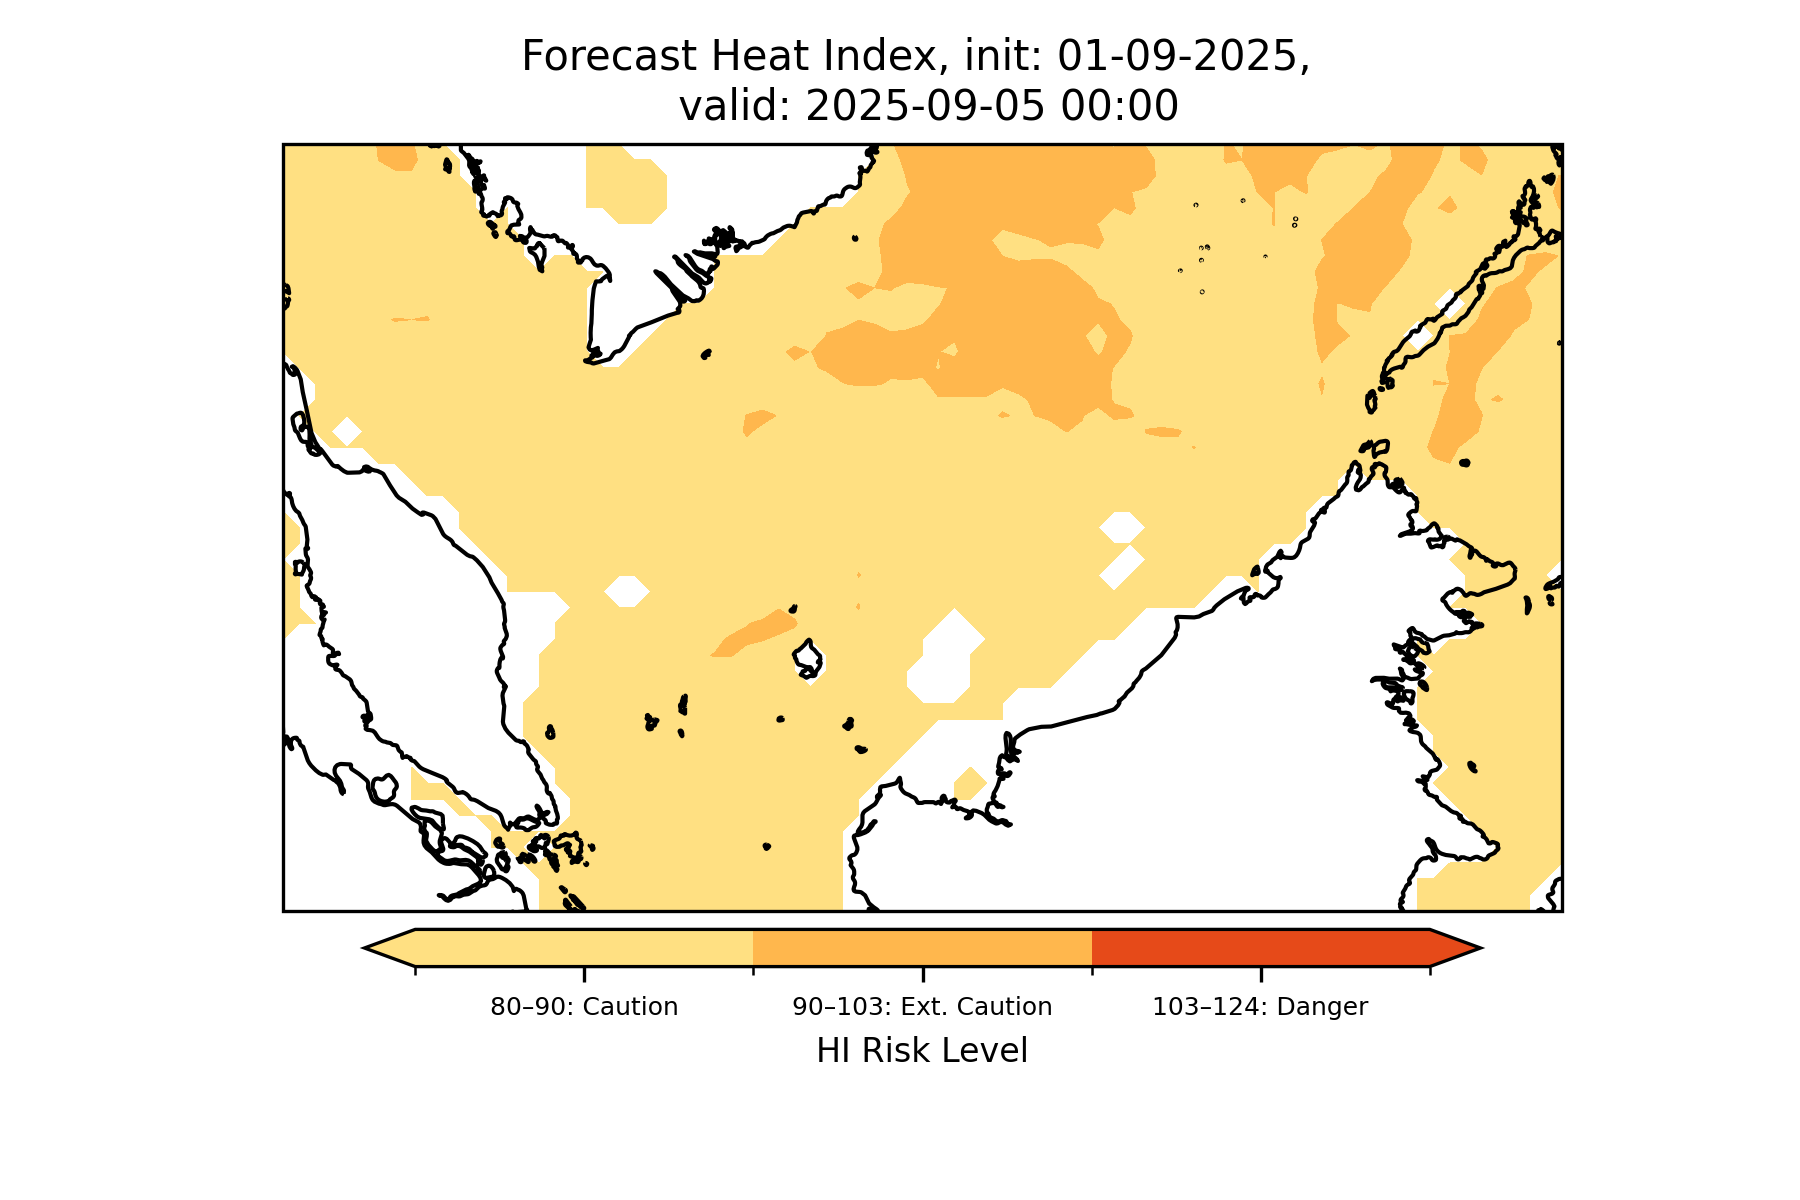 Forecast Heat Index, init: 01-09-2025,
valid: 2025-09-05 00:00
80–90: Caution
90–103: Ext. Caution
103–124: Danger
HI Risk Level